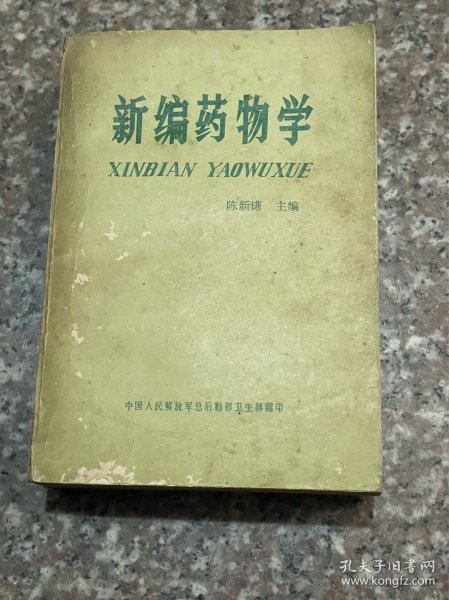 新编药物学
XINBIAN YAOWUXUE
陈新谦 主编
中国人民解放军总后勤部卫生部翻印
孔夫子旧书网
www.kongfz.com